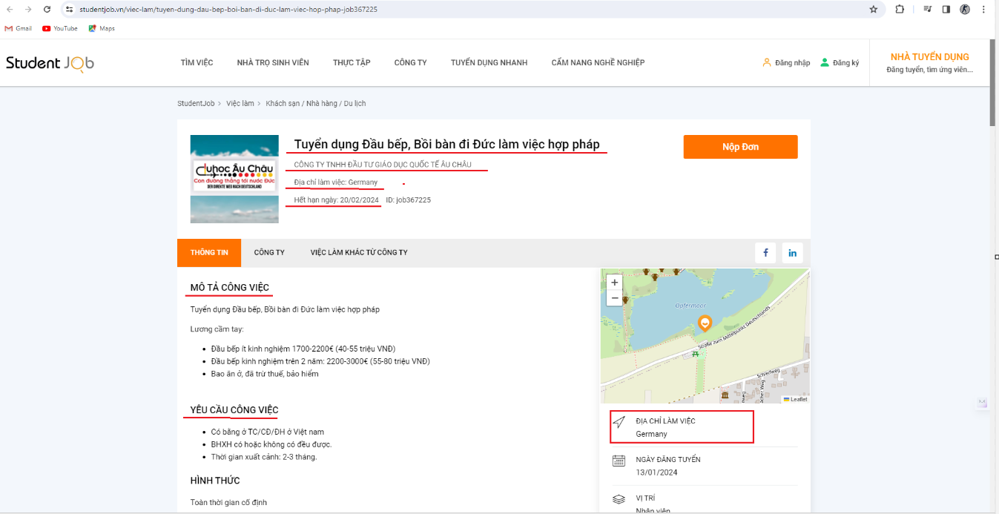 studentjob.vn/viec-lam/tuyen-dung-dau-bep-boi-ban-di-duc-lam-viec-hop-phap-job367225
Gmail YouTube Maps
Student Job
TÌM VIỆC NHÀ TRỌ SINH VIÊN THỰC TẬP CÔNG TY TUYỂN DỤNG NHANH CẨM NANG NGHỀ NGHIỆP Đăng nhập Đăng ký
NHÀ TUYỂN DỤNG
Đăng tuyển, tìm ứng viên...
StudentJob > Việc làm > Khách sạn / Nhà hàng / Du lịch
duhoc Âu Châu
Con đường thẳng tới nước Đức
DER DIREKTE WEG NACH DEUTSCHLAND
Tuyển dụng Đầu bếp, Bồi bàn đi Đức làm việc hợp pháp
CÔNG TY TNHH ĐẦU TƯ GIÁO DỤC QUỐC TẾ ÂU CHÂU
Địa chỉ làm việc: Germany
Hết hạn ngày: 20/02/2024 ID: job367225
Nộp Đơn
THÔNG TIN CÔNG TY VIỆC LÀM KHÁC TỪ CÔNG TY
MÔ TẢ CÔNG VIỆC
Tuyển dụng Đầu bếp, Bồi bàn đi Đức làm việc hợp pháp
Lương cầm tay:
Đầu bếp ít kinh nghiệm 1700-2200€ (40-55 triệu VNĐ)
Đầu bếp kinh nghiệm trên 2 năm: 2200-3000€ (55-80 triệu VNĐ)
Bao ăn ở, đã trừ thuế, bảo hiểm
YÊU CẦU CÔNG VIỆC
Có bằng ở TC/CĐ/ĐH ở Việt nam
BHXH có hoặc không có đều được.
Thời gian xuất cảnh: 2-3 tháng.
HÌNH THỨC
Toàn thời gian cố định
+
−
Opfermoor
Straße zum Mittelpunkt Deutschlands
Schiedweg
Leaflet
ĐỊA CHỈ LÀM VIỆC
Germany
NGÀY ĐĂNG TUYỂN
13/01/2024
VỊ TRÍ
Nhân viên